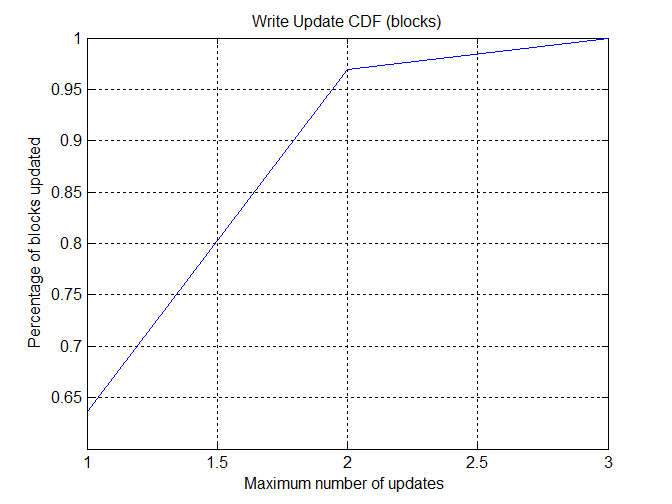 Write Update CDF (blocks)
1
0.95
0.9
0.85
0.8
0.75
0.7
0.65
Percentage of blocks updated
1 1.5 2 2.5 3
Maximum number of updates